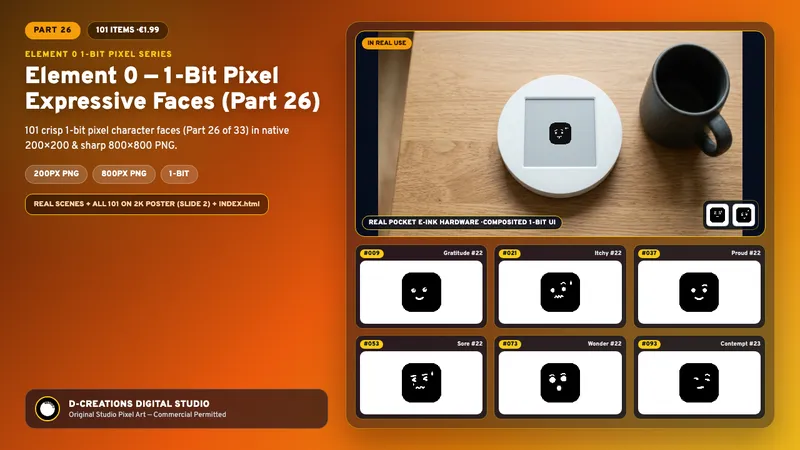 PART 26
101 ITEMS · €1.99
ELEMENT 0 1-BIT PIXEL SERIES
Element 0 — 1-Bit Pixel
Expressive Faces (Part 26)
101 crisp 1-bit pixel character faces (Part 26 of 33) in native
200×200 & sharp 800×800 PNG.
200PX PNG
800PX PNG
1-BIT
REAL SCENES + ALL 101 ON 2K POSTER (SLIDE 2) + INDEX.html
D-CREATIONS DIGITAL STUDIO
Original Studio Pixel Art — Commercial Permitted
IN REAL USE
REAL POCKET E-INK HARDWARE · COMPOSITED 1-BIT UI
#009
Gratitude #22
#021
Itchy #22
#037
Proud #22
#053
Sore #22
#073
Wonder #22
#093
Contempt #23